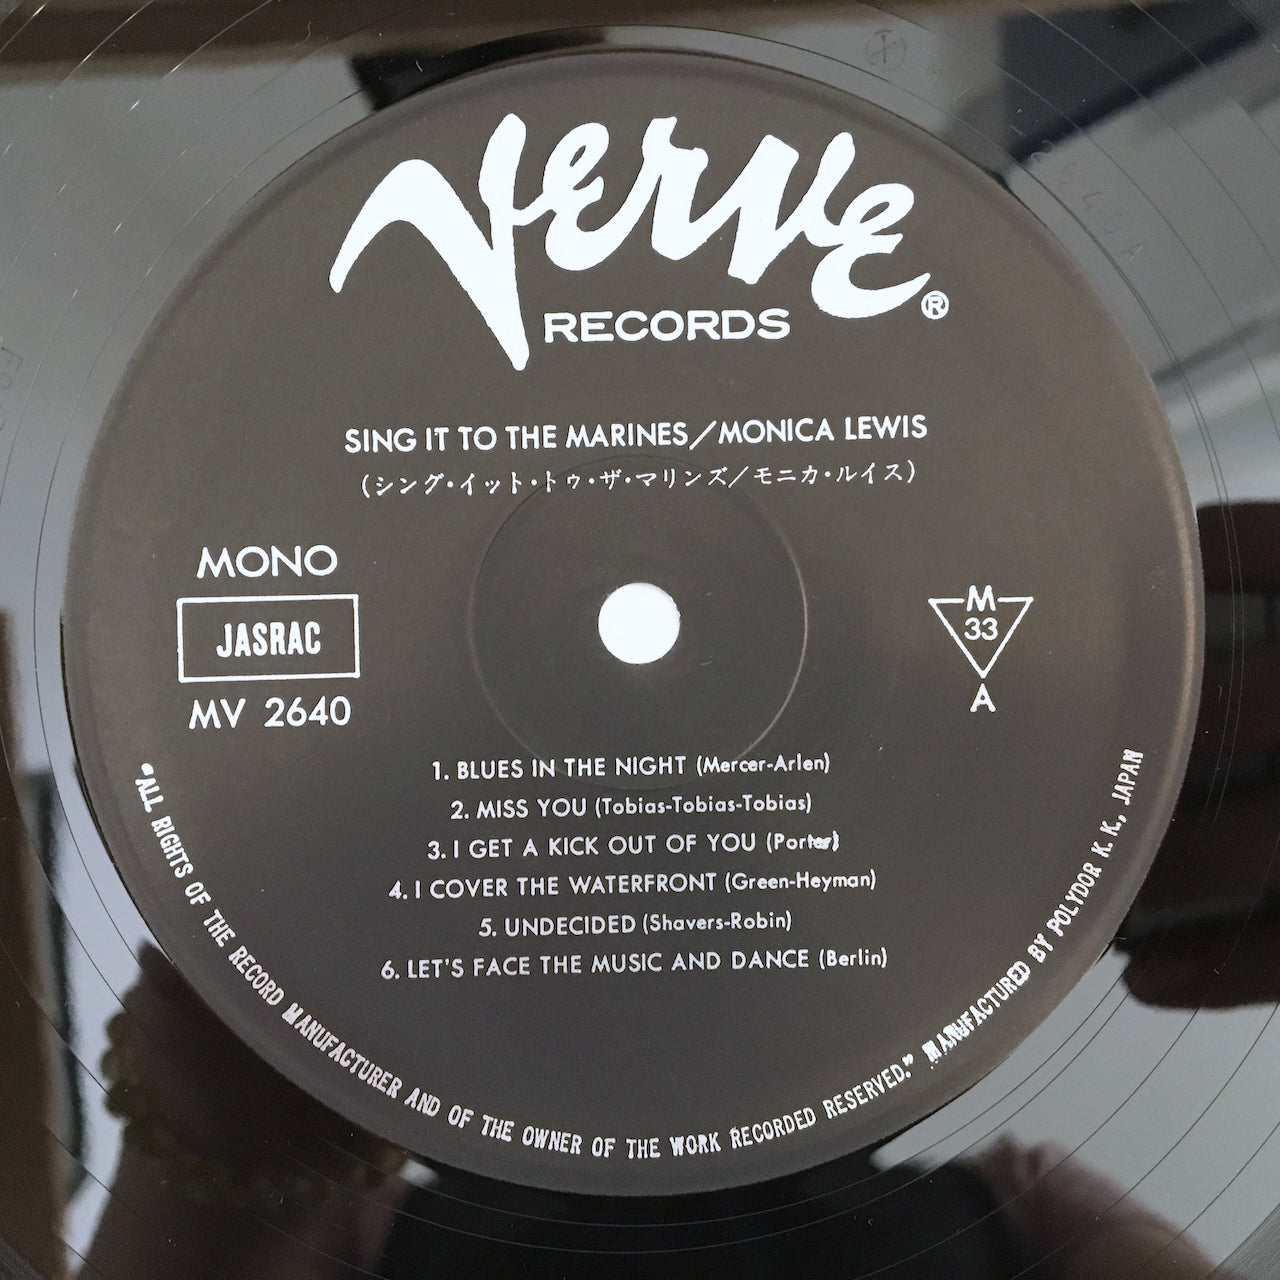 Verve
RECORDS
®
SING IT TO THE MARINES/MONICA LEWIS
(シング・イット・トゥ・ザ・マリンズ/モニカ・ルイス)
MONO
JASRAC
MV 2640
M
33
A
1. BLUES IN THE NIGHT (Mercer-Arlen)
2. MISS YOU (Tobias-Tobias-Tobias)
3. I GET A KICK OUT OF YOU (Porter)
4. I COVER THE WATERFRONT (Green-Heyman)
5. UNDECIDED (Shavers-Robin)
6. LET'S FACE THE MUSIC AND DANCE (Berlin)
"ALL RIGHTS OF THE RECORD MANUFACTURER AND OF THE OWNER OF THE WORK RECORDED RESERVED." MANUFACTURED BY POLYDOR K. K., JAPAN